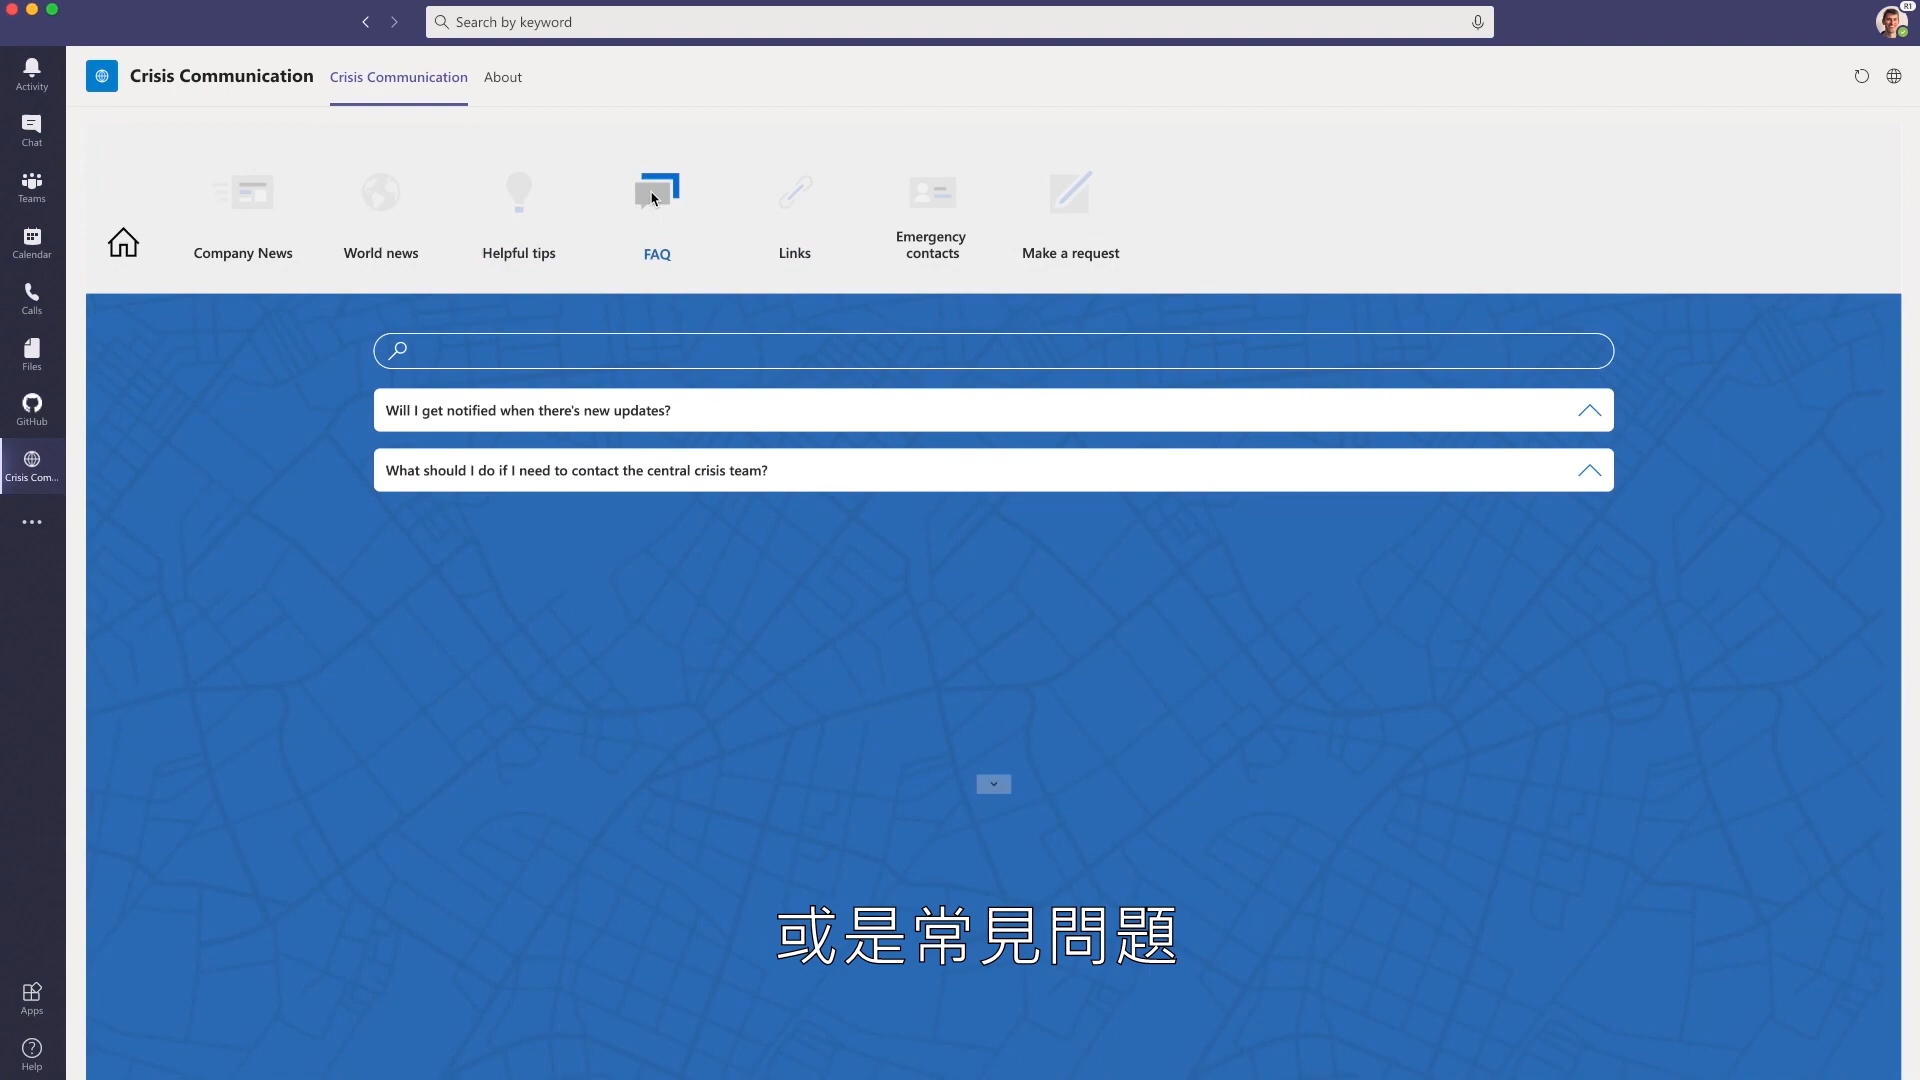 Search by keyword
R1
Activity
Chat
Teams
Calendar
Calls
Files
GitHub
Crisis Com...
Apps
Help
Crisis Communication
Crisis Communication
About
Company News
World news
Helpful tips
FAQ
Links
Emergency
contacts
Make a request
Will I get notified when there's new updates?
What should I do if I need to contact the central crisis team?
或是常見問題